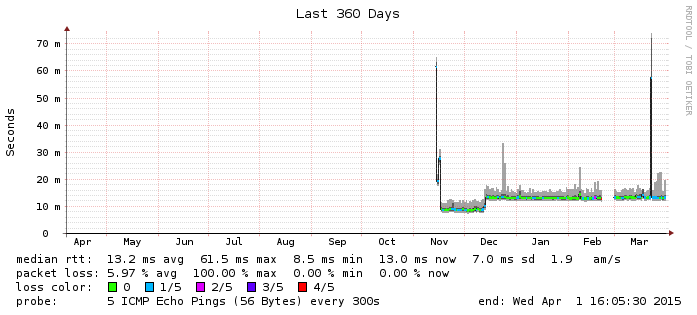 Last 360 Days
RRDTOOL / TOBI OETIKER
Seconds
70 m
60 m
50 m
40 m
30 m
20 m
10 m
0
Apr May Jun Jul Aug Sep Oct Nov Dec Jan Feb Mar
median rtt: 13.2 ms avg 61.5 ms max 8.5 ms min 13.0 ms now 7.0 ms sd 1.9 am/s
packet loss: 5.97 % avg 100.00 % max 0.00 % min 0.00 % now
loss color: 0 1/5 2/5 3/5 4/5
probe: 5 ICMP Echo Pings (56 Bytes) every 300s end: Wed Apr 1 16:05:30 2015